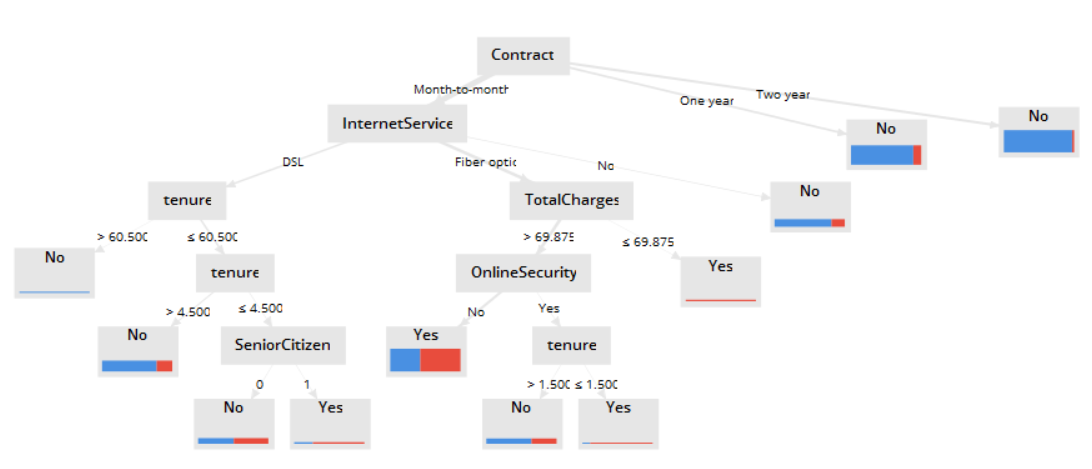 Contract
Month-to-month
One year
Two year
No
No
InternetService
DSL
Fiber optic
No
No
tenure
TotalCharges
> 60.500
≤ 60.500
> 69.875
≤ 69.875
No
tenure
OnlineSecurity
Yes
> 4.500
≤ 4.500
No
Yes
No
SeniorCitizen
Yes
tenure
0
1
> 1.500
≤ 1.500
No
Yes
No
Yes